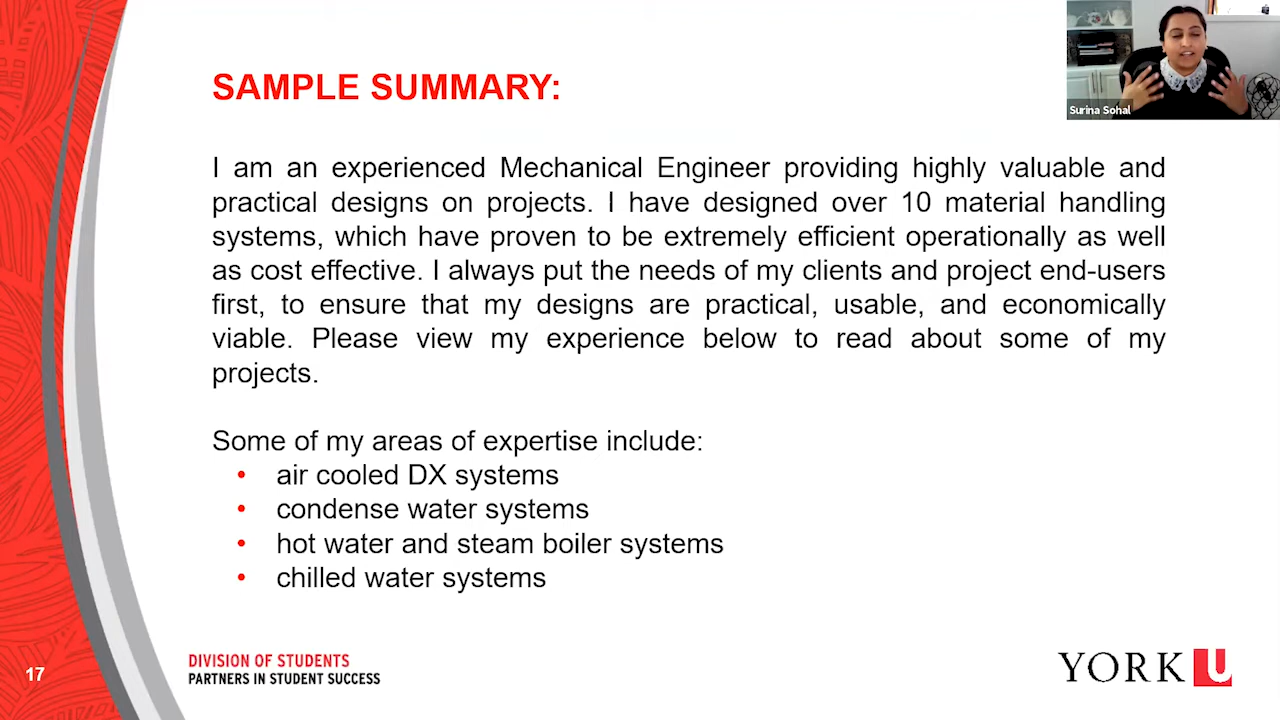 SAMPLE SUMMARY:
Surina Sohal
I am an experienced Mechanical Engineer providing highly valuable and
practical designs on projects. I have designed over 10 material handling
systems, which have proven to be extremely efficient operationally as well
as cost effective. I always put the needs of my clients and project end-users
first, to ensure that my designs are practical, usable, and economically
viable. Please view my experience below to read about some of my
projects.
Some of my areas of expertise include:
• air cooled DX systems
• condense water systems
• hot water and steam boiler systems
• chilled water systems
17
DIVISION OF STUDENTS
PARTNERS IN STUDENT SUCCESS
YORK U